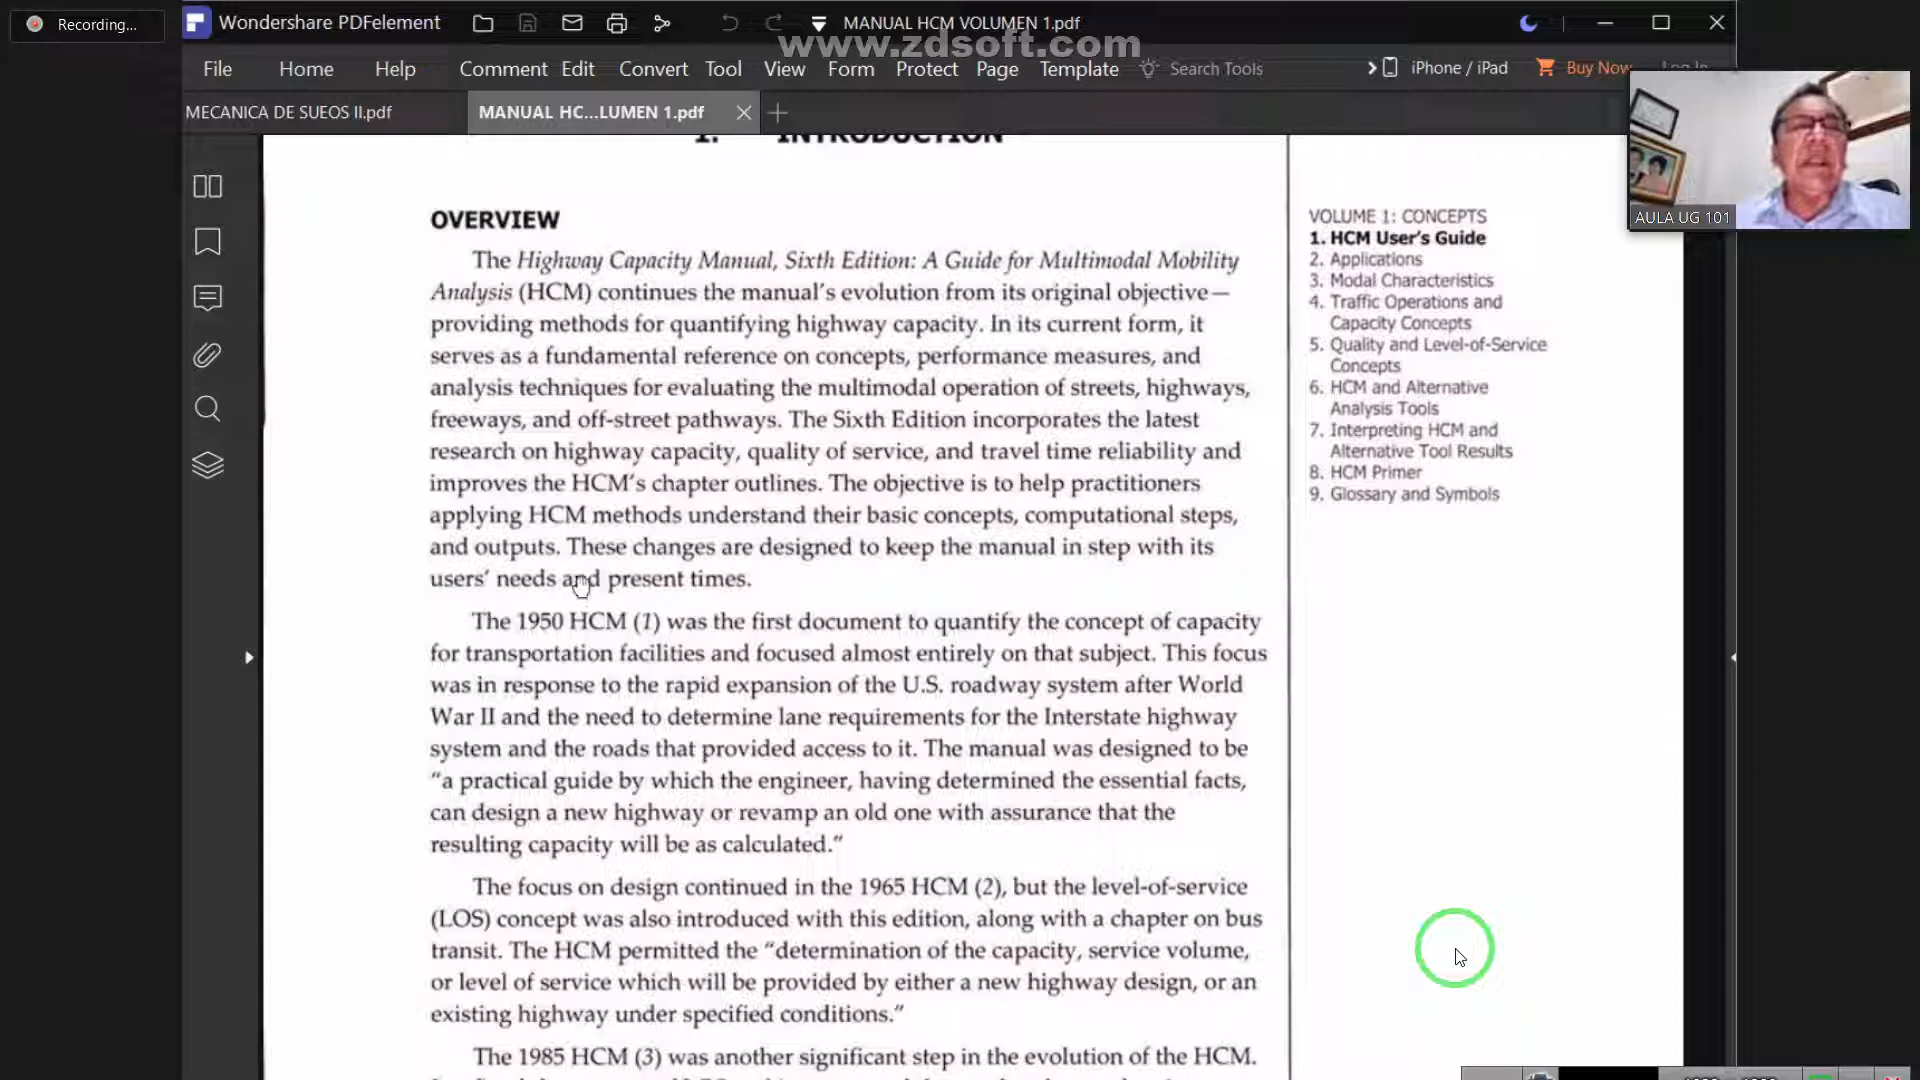 Recording...
Wondershare PDFelement
MANUAL HCM VOLUMEN 1.pdf
www.zdsoft.com
File Home Help Comment Edit Convert Tool View Form Protect Page Template Search Tools iPhone / iPad Buy Now Log In
MECANICA DE SUEOS II.pdf
MANUAL HC...LUMEN 1.pdf
AULA UG 101
1. INTRODUCTION
OVERVIEW
The Highway Capacity Manual, Sixth Edition: A Guide for Multimodal Mobility
Analysis (HCM) continues the manual's evolution from its original objective—
providing methods for quantifying highway capacity. In its current form, it
serves as a fundamental reference on concepts, performance measures, and
analysis techniques for evaluating the multimodal operation of streets, highways,
freeways, and off-street pathways. The Sixth Edition incorporates the latest
research on highway capacity, quality of service, and travel time reliability and
improves the HCM's chapter outlines. The objective is to help practitioners
applying HCM methods understand their basic concepts, computational steps,
and outputs. These changes are designed to keep the manual in step with its
users' needs and present times.
The 1950 HCM (1) was the first document to quantify the concept of capacity
for transportation facilities and focused almost entirely on that subject. This focus
was in response to the rapid expansion of the U.S. roadway system after World
War II and the need to determine lane requirements for the Interstate highway
system and the roads that provided access to it. The manual was designed to be
“a practical guide by which the engineer, having determined the essential facts,
can design a new highway or revamp an old one with assurance that the
resulting capacity will be as calculated.”
The focus on design continued in the 1965 HCM (2), but the level-of-service
(LOS) concept was also introduced with this edition, along with a chapter on bus
transit. The HCM permitted the “determination of the capacity, service volume,
or level of service which will be provided by either a new highway design, or an
existing highway under specified conditions.”
The 1985 HCM (3) was another significant step in the evolution of the HCM.
VOLUME 1: CONCEPTS
1. HCM User's Guide
2. Applications
3. Modal Characteristics
4. Traffic Operations and
Capacity Concepts
5. Quality and Level-of-Service
Concepts
6. HCM and Alternative
Analysis Tools
7. Interpreting HCM and
Alternative Tool Results
8. HCM Primer
9. Glossary and Symbols